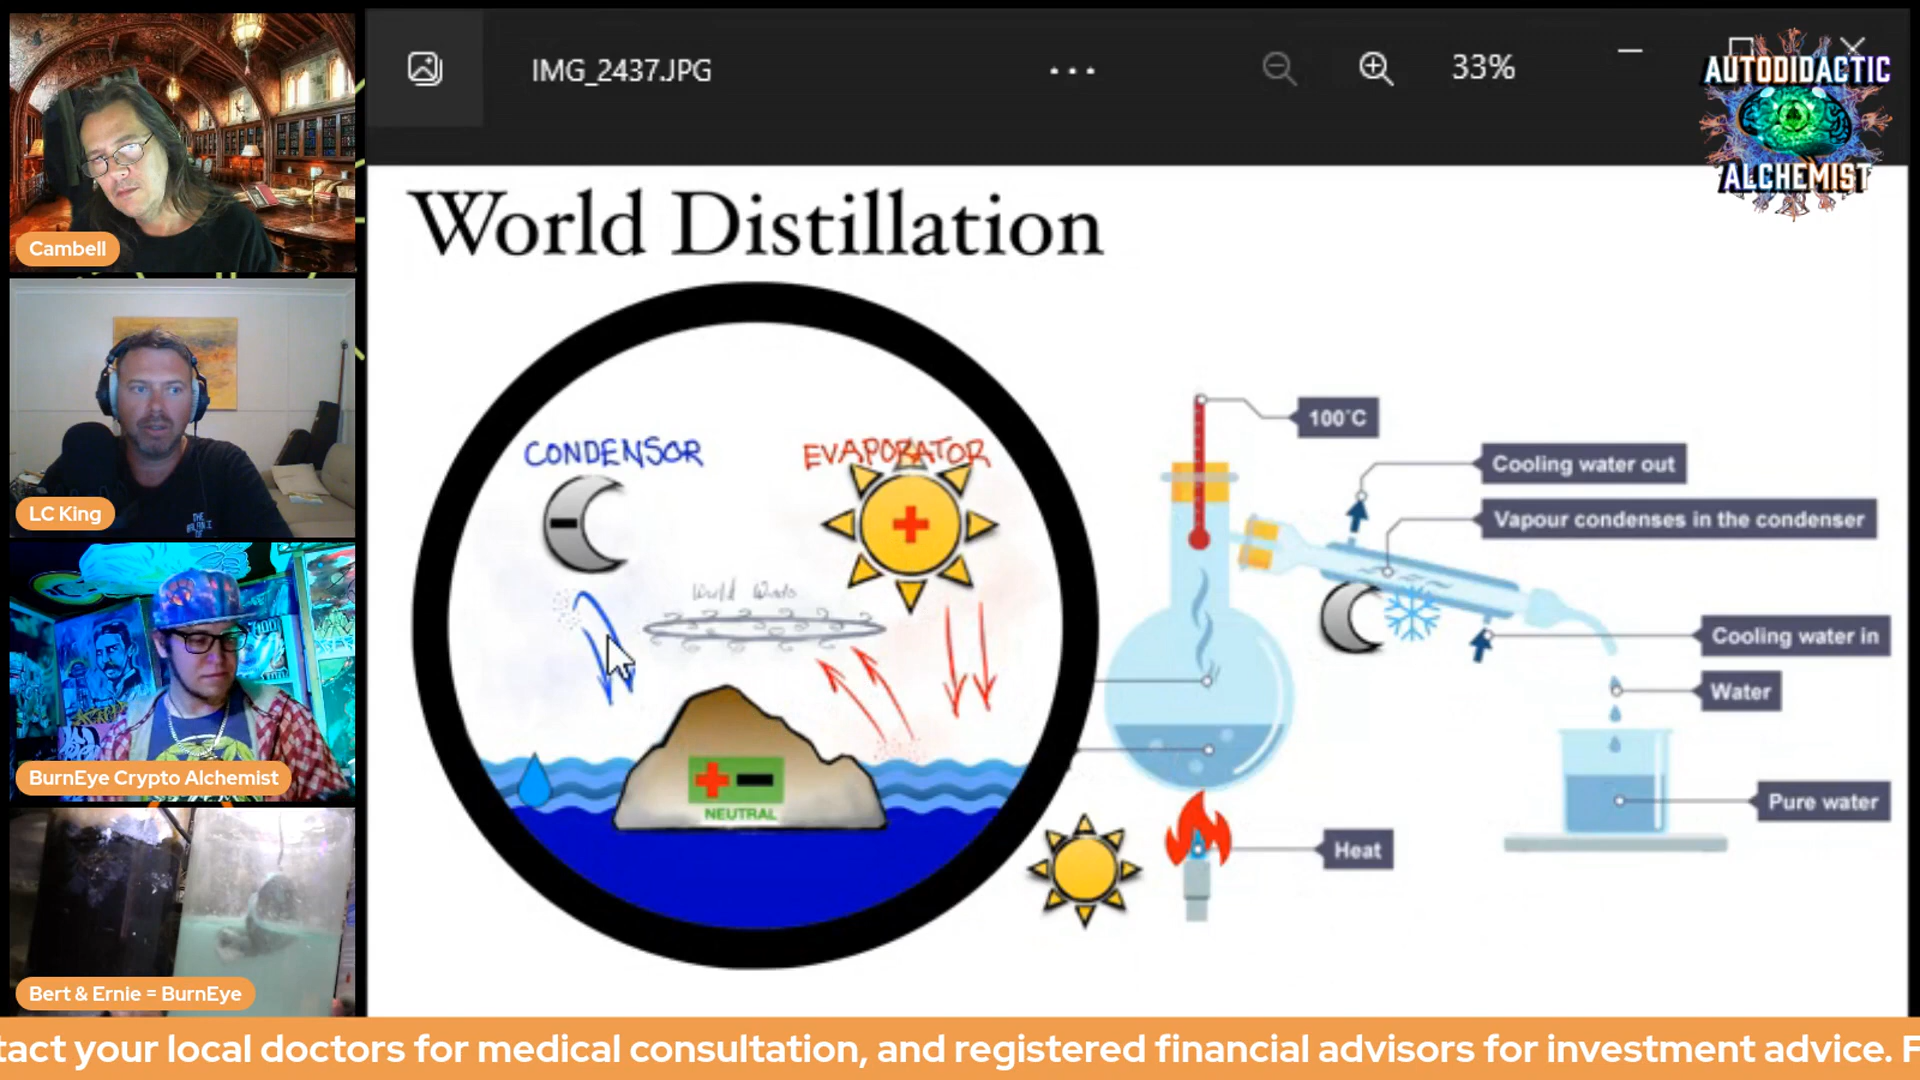 IMG_2437.JPG
33%
AUTODIDACTIC
ALCHEMIST
World Distillation
CONDENSOR
EVAPORATOR
World Winds
NEUTRAL
100°C
Cooling water out
Vapour condenses in the condenser
Cooling water in
Water
Pure water
Heat
Cambell
LC King
BurnEye Crypto Alchemist
Bert & Ernie = BurnEye
tact your local doctors for medical consultation, and registered financial advisors for investment advice. F